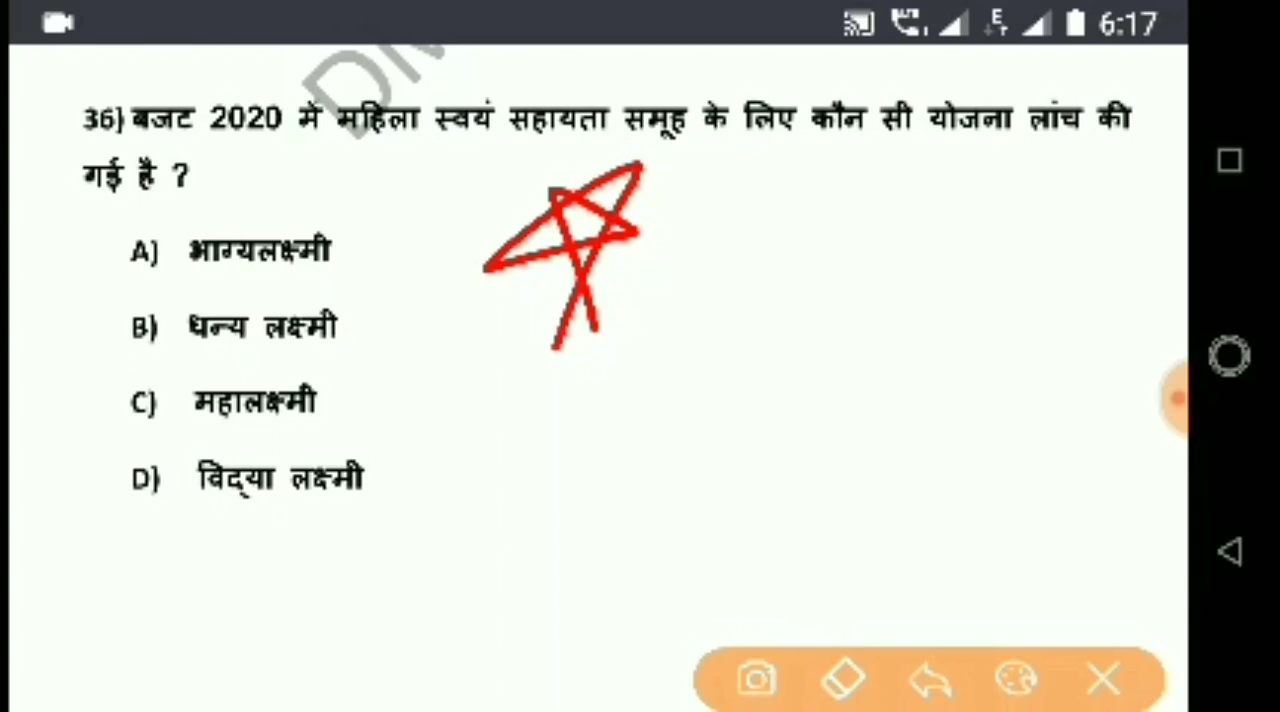 6:17
36) बजट 2020 में महिला स्वयं सहायता समूह के लिए कौन सी योजना लांच की
गई है ?
A) भाग्यलक्ष्मी
B) धन्य लक्ष्मी
C) महालक्ष्मी
D) विद्या लक्ष्मी